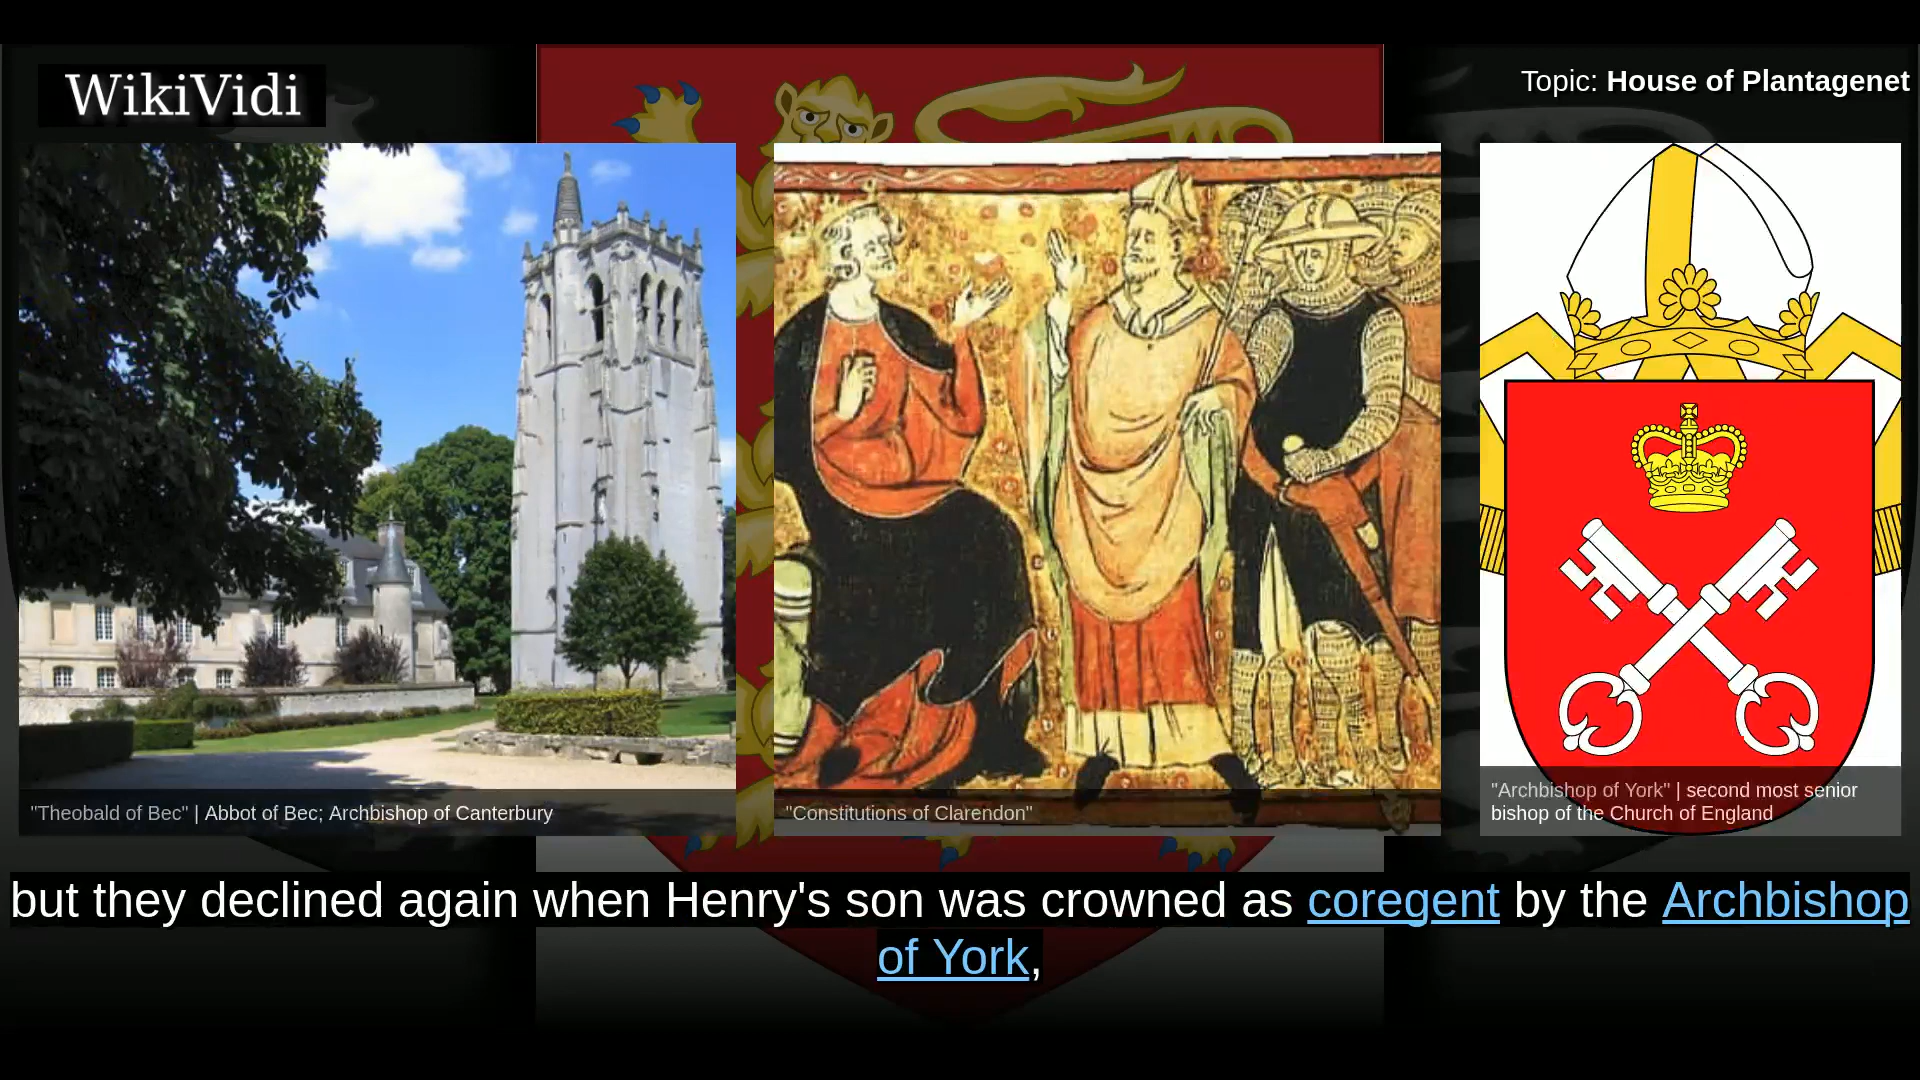 WikiVidi
Topic: House of Plantagenet
"Theobald of Bec" | Abbot of Bec; Archbishop of Canterbury
"Constitutions of Clarendon"
"Archbishop of York" | second most senior
bishop of the Church of England
but they declined again when Henry's son was crowned as coregent by the Archbishop
of York,